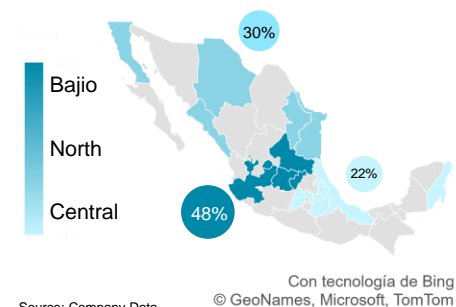 30%
Bajio
North
22%
Central
48%
Con tecnología de Bing
© GeoNames, Microsoft, TomTom
Source: Company Data